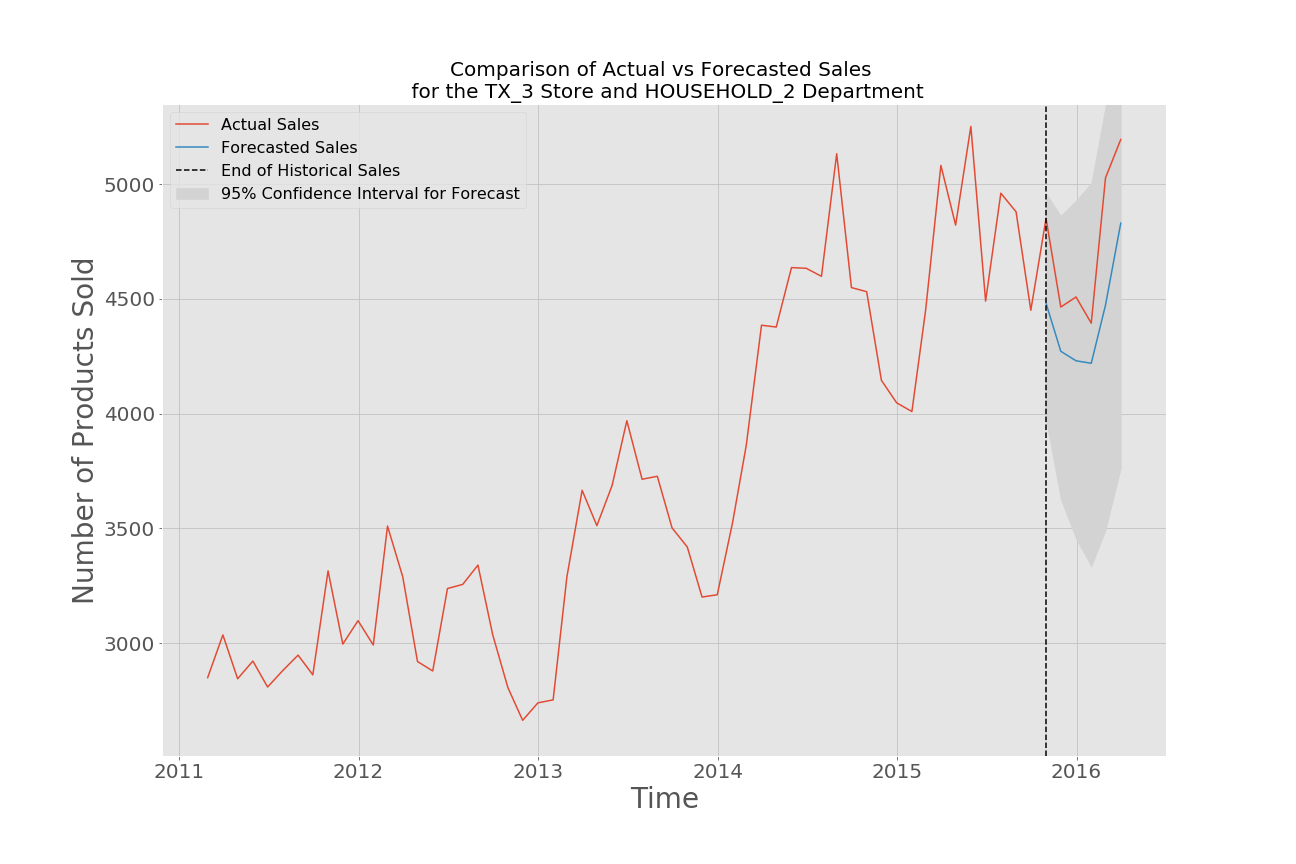 Comparison of Actual vs Forecasted Sales
for the TX_3 Store and HOUSEHOLD_2 Department
Actual Sales
Forecasted Sales
End of Historical Sales
95% Confidence Interval for Forecast
Number of Products Sold
5000
4500
4000
3500
3000
2011 2012 2013 2014 2015 2016
Time